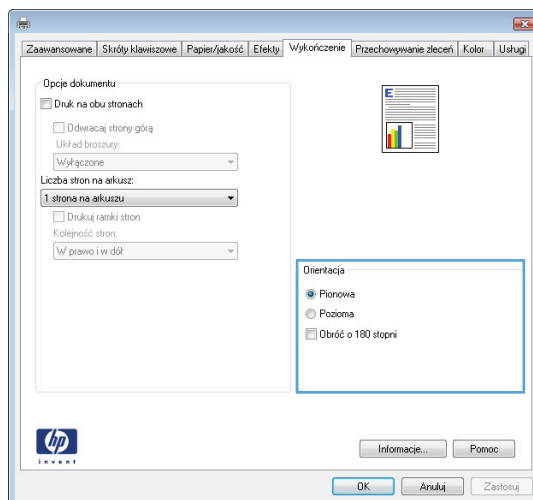 Zaawansowane Skróty klawiszowe Papier/jakość Efekty Wykończenie Przechowywanie zleceń Kolor Usługi
Opcje dokumentu
Druk na obu stronach
Odwracaj strony górą
Układ broszury:
Wyłączone
Liczba stron na arkusz:
1 strona na arkuszu
Drukuj ramki stron
Kolejność stron:
W prawo i w dół
E
Orientacja
Pionowa
Pozioma
Obróć o 180 stopni
hp
invent
Informacje... Pomoc
OK Anuluj Zastosuj